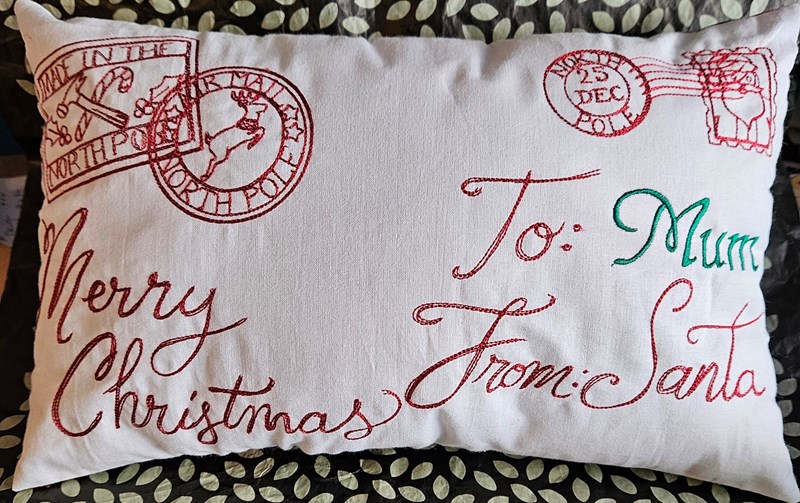 MADE IN THE
NORTH POLE
AIR MAIL
NORTH POLE
NORTH
25
DEC
POLE
To: Mum
From: Santa
Merry
Christmas